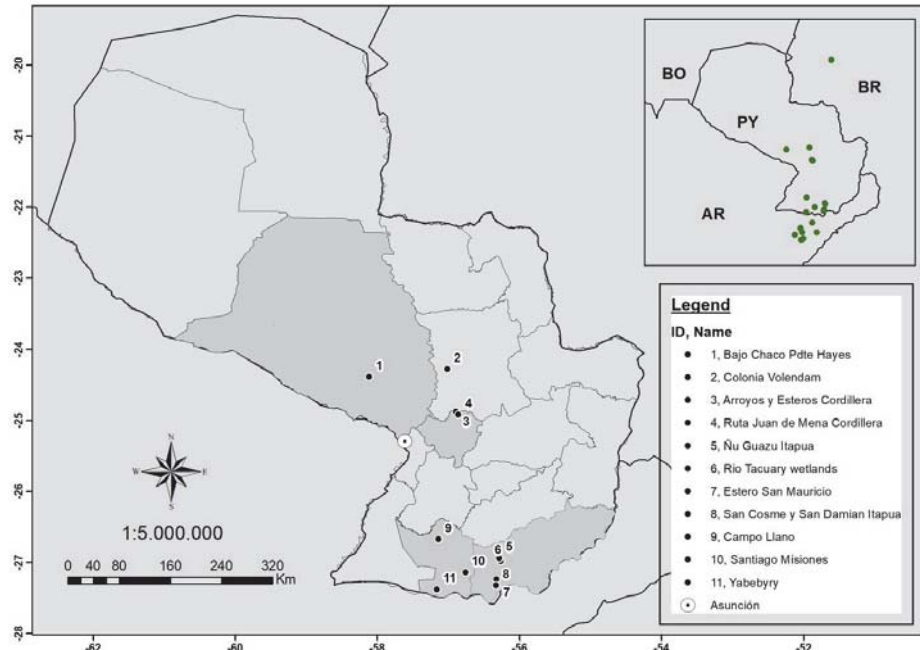 -20
-21
-22
-23
-24
-25
-26
-27
-28
-62
-60
-58
-56
-54
-52
1
2
4
3
9
6
5
10
8
11
7
N
W
E
S
1:5.000.000
0 40 80 160 240 320
Km
BO
BR
PY
AR
Legend
ID, Name
1, Bajo Chaco Pdte Hayes
2, Colonia Volendam
3, Arroyos y Esteros Cordillera
4, Ruta Juan de Mena Cordillera
5, Ñu Guazu Itapua
6, Rio Tacuary wetlands
7, Estero San Mauricio
8, San Cosme y San Damian Itapua
9, Campo Llano
10, Santiago Misiones
11, Yabebyry
Asunción